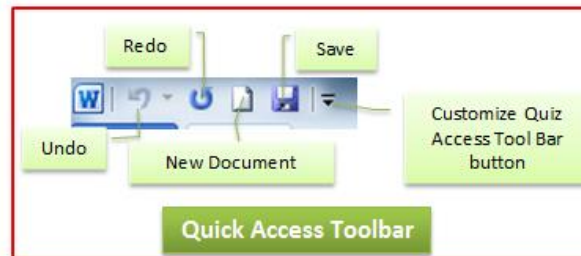 Redo
Save
W
Undo
New Document
Customize Quiz
Access Tool Bar
button
Quick Access Toolbar